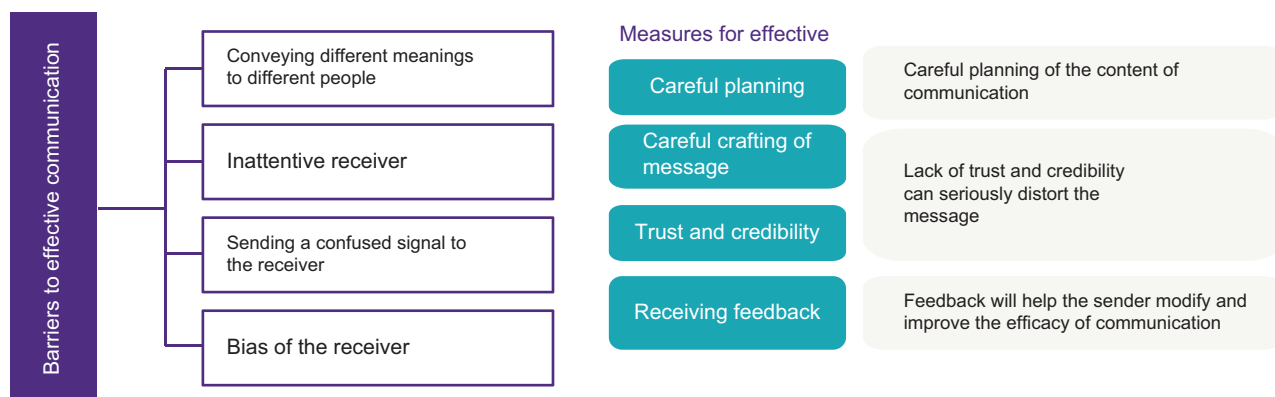 Barriers to effective communication
Conveying different meanings
to different people
Inattentive receiver
Sending a confused signal to
the receiver
Bias of the receiver
Measures for effective
Careful planning
Careful planning of the content of
communication
Careful crafting of
message
Lack of trust and credibility
can seriously distort the
message
Trust and credibility
Receiving feedback
Feedback will help the sender modify and
improve the efficacy of communication